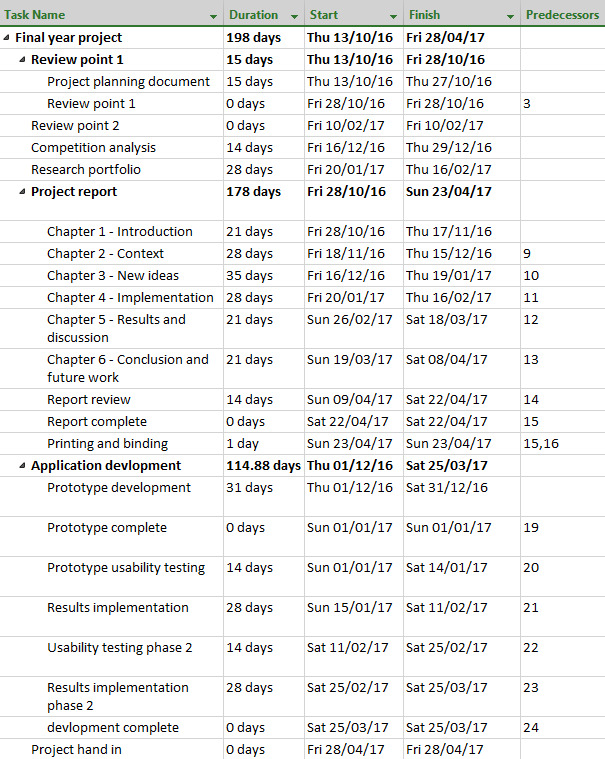 Task Name Duration Start Finish Predecessors
Final year project 198 days Thu 13/10/16 Fri 28/04/17
Review point 1 15 days Thu 13/10/16 Fri 28/10/16
Project planning document 15 days Thu 13/10/16 Thu 27/10/16
Review point 1 0 days Fri 28/10/16 Fri 28/10/16 3
Review point 2 0 days Fri 10/02/17 Fri 10/02/17
Competition analysis 14 days Fri 16/12/16 Thu 29/12/16
Research portfolio 28 days Fri 20/01/17 Thu 16/02/17
Project report 178 days Fri 28/10/16 Sun 23/04/17
Chapter 1 - Introduction 21 days Fri 28/10/16 Thu 17/11/16
Chapter 2 - Context 28 days Fri 18/11/16 Thu 15/12/16 9
Chapter 3 - New ideas 35 days Fri 16/12/16 Thu 19/01/17 10
Chapter 4 - Implementation 28 days Fri 20/01/17 Thu 16/02/17 11
Chapter 5 - Results and 21 days Sun 26/02/17 Sat 18/03/17 12
discussion
Chapter 6 - Conclusion and 21 days Sun 19/03/17 Sat 08/04/17 13
future work
Report review 14 days Sun 09/04/17 Sat 22/04/17 14
Report complete 0 days Sat 22/04/17 Sat 22/04/17 15
Printing and binding 1 day Sun 23/04/17 Sun 23/04/17 15,16
Application devlopment 114.88 days Thu 01/12/16 Sat 25/03/17
Prototype development 31 days Thu 01/12/16 Sat 31/12/16
Prototype complete 0 days Sun 01/01/17 Sun 01/01/17 19
Prototype usability testing 14 days Sun 01/01/17 Sat 14/01/17 20
Results implementation 28 days Sun 15/01/17 Sat 11/02/17 21
Usability testing phase 2 14 days Sat 11/02/17 Sat 25/02/17 22
Results implementation 28 days Sat 25/02/17 Sat 25/03/17 23
phase 2
devlopment complete 0 days Sat 25/03/17 Sat 25/03/17 24
Project hand in 0 days Fri 28/04/17 Fri 28/04/17